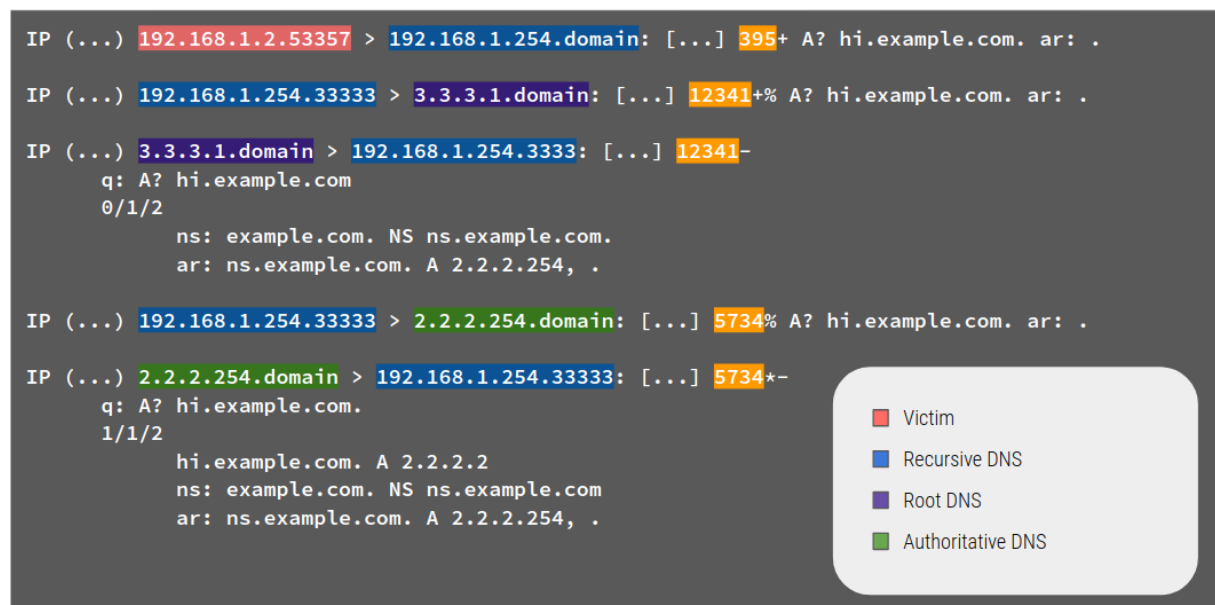 IP (...) 192.168.1.2.53357 > 192.168.1.254.domain: [...] 395+ A? hi.example.com. ar: .
IP (...) 192.168.1.254.33333 > 3.3.3.1.domain: [...] 12341+% A? hi.example.com. ar: .
IP (...) 3.3.3.1.domain > 192.168.1.254.3333: [...] 12341-
q: A? hi.example.com
0/1/2
ns: example.com. NS ns.example.com.
ar: ns.example.com. A 2.2.2.254, .
IP (...) 192.168.1.254.33333 > 2.2.2.254.domain: [...] 5734% A? hi.example.com. ar: .
IP (...) 2.2.2.254.domain > 192.168.1.254.33333: [...] 5734*-
q: A? hi.example.com.
1/1/2
hi.example.com. A 2.2.2.2
ns: example.com. NS ns.example.com
ar: ns.example.com. A 2.2.2.254, .
Victim
Recursive DNS
Root DNS
Authoritative DNS